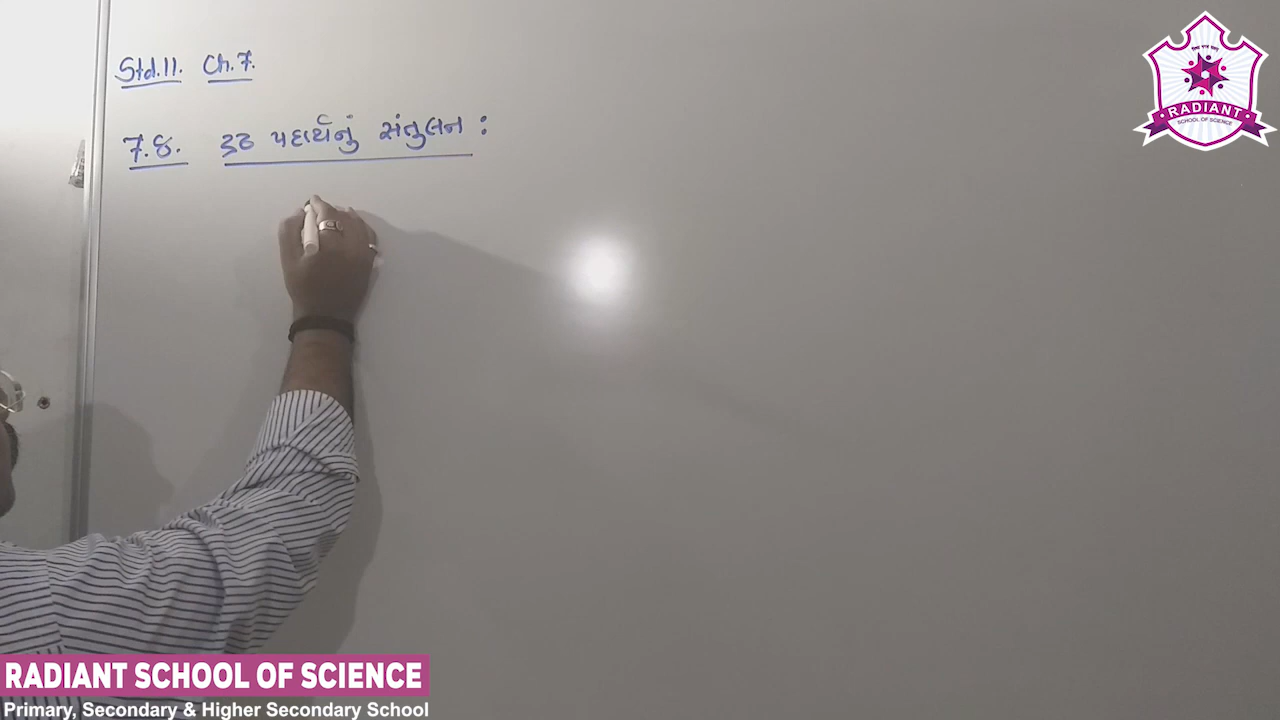 Std.11. Ch.7.
7.8. દૃઢ પદાર્થનું સંતુલન :
RADIANT
SCHOOL OF SCIENCE
RADIANT SCHOOL OF SCIENCE
Primary, Secondary & Higher Secondary School